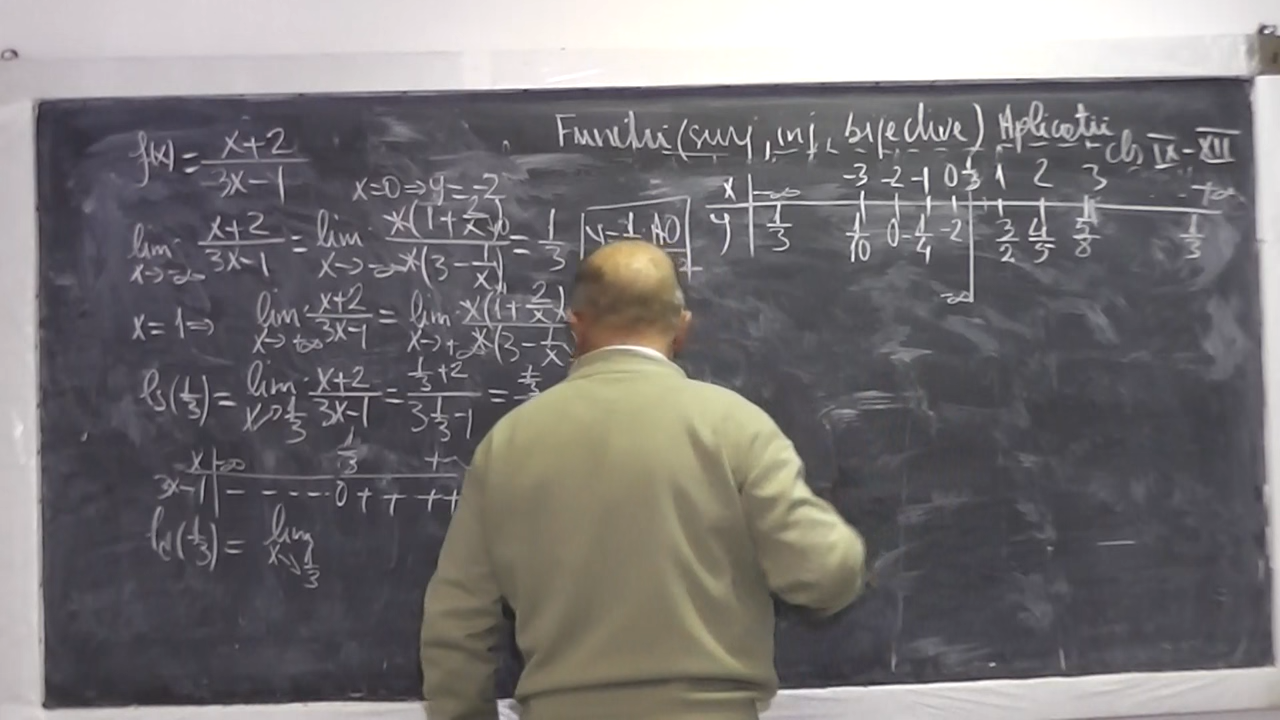 Funcții (surj, inj, bijective) Aplicații cls IX-XII
f(x) = x+2 / 3x-1
x=0 ⇒ y=-2
lim x→-∞ x+2 / 3x-1 = lim x→-∞ x(1+2/x) / x(3-1/x) = 1/3
x=1⇒ lim x→+∞ x+2 / 3x-1 = lim x→+∞ x(1+2/x) / x(3-1/x
ls(1/3) = lim x↗1/3 x+2 / 3x-1 = 1/3+2 / 3 1/3-1 =
x -∞ 1/3 +∞
3x-1 - - - - - 0 + + + +
ld(1/3) = lim x↘1/3
x -∞ -3 -2 -1 0 1/3 1 2 3 +∞
y 1/3 1/10 0 -1/4 -2 3/2 4/5 5/8 1/3
-∞